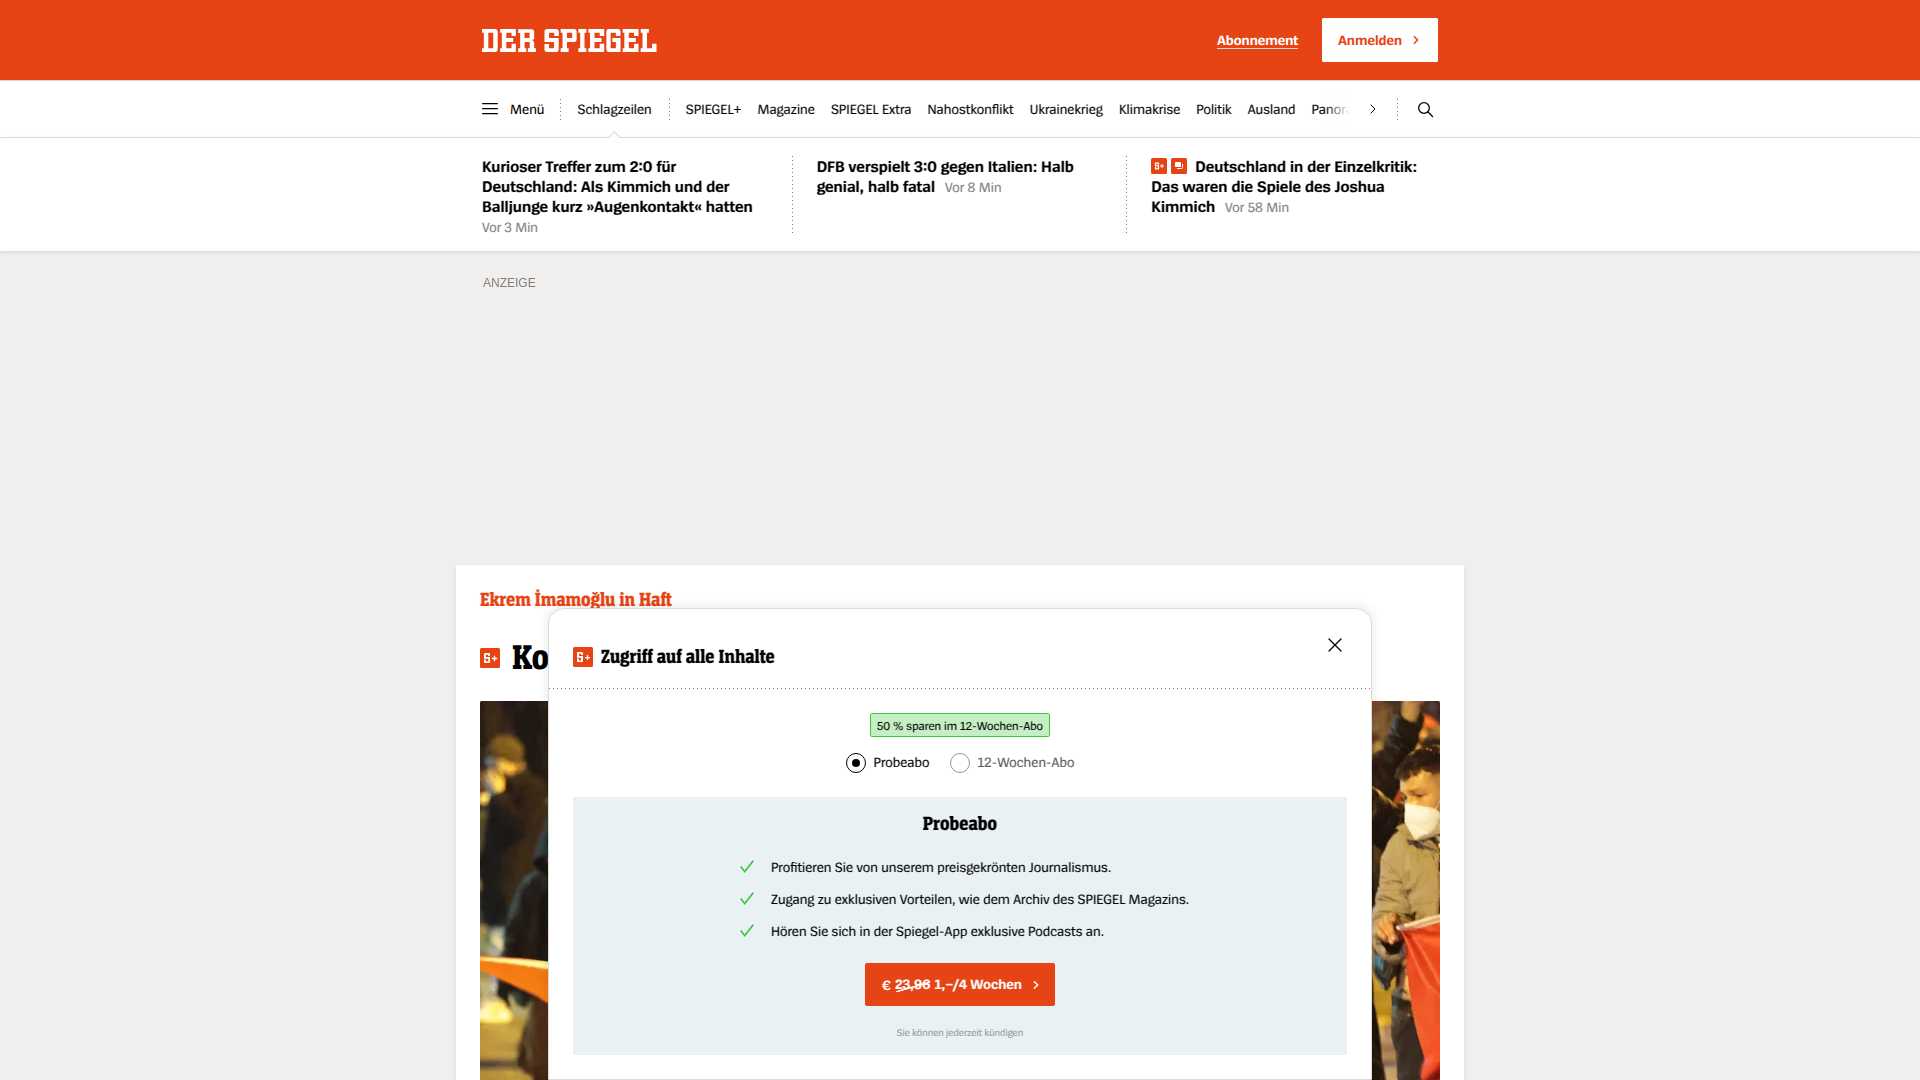 DER SPIEGEL
Abonnement
Anmelden
Menü
Schlagzeilen
SPIEGEL+
Magazine
SPIEGEL Extra
Nahostkonflikt
Ukrainekrieg
Klimakrise
Politik
Ausland
Kurioser Treffer zum 2:0 für
Deutschland: Als Kimmich und der
Balljunge kurz »Augenkontakt« hatten
Vor 3 Min
DFB verspielt 3:0 gegen Italien: Halb
genial, halb fatal Vor 8 Min
S+ Deutschland in der Einzelkritik:
Das waren die Spiele des Joshua
Kimmich Vor 58 Min
ANZEIGE
Ekrem İmamoğlu in Haft
S+ Ko
S+ Zugriff auf alle Inhalte
50 % sparen im 12-Wochen-Abo
Probeabo
12-Wochen-Abo
Probeabo
Profitieren Sie von unserem preisgekrönten Journalismus.
Zugang zu exklusiven Vorteilen, wie dem Archiv des SPIEGEL Magazins.
Hören Sie sich in der Spiegel-App exklusive Podcasts an.
€ 23,96 1,–/4 Wochen
Sie können jederzeit kündigen